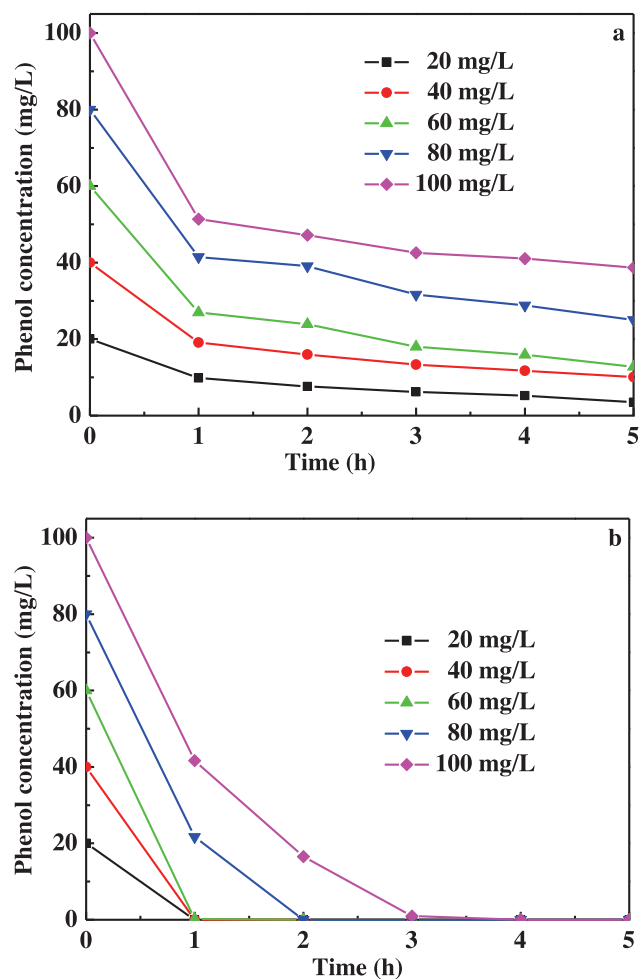 a
100
80
60
40
20
0
Phenol concentration (mg/L)
20 mg/L
40 mg/L
60 mg/L
80 mg/L
100 mg/L
0 1 2 3 4 5
Time (h)
b
100
80
60
40
20
0
Phenol concentration (mg/L)
20 mg/L
40 mg/L
60 mg/L
80 mg/L
100 mg/L
0 1 2 3 4 5
Time (h)